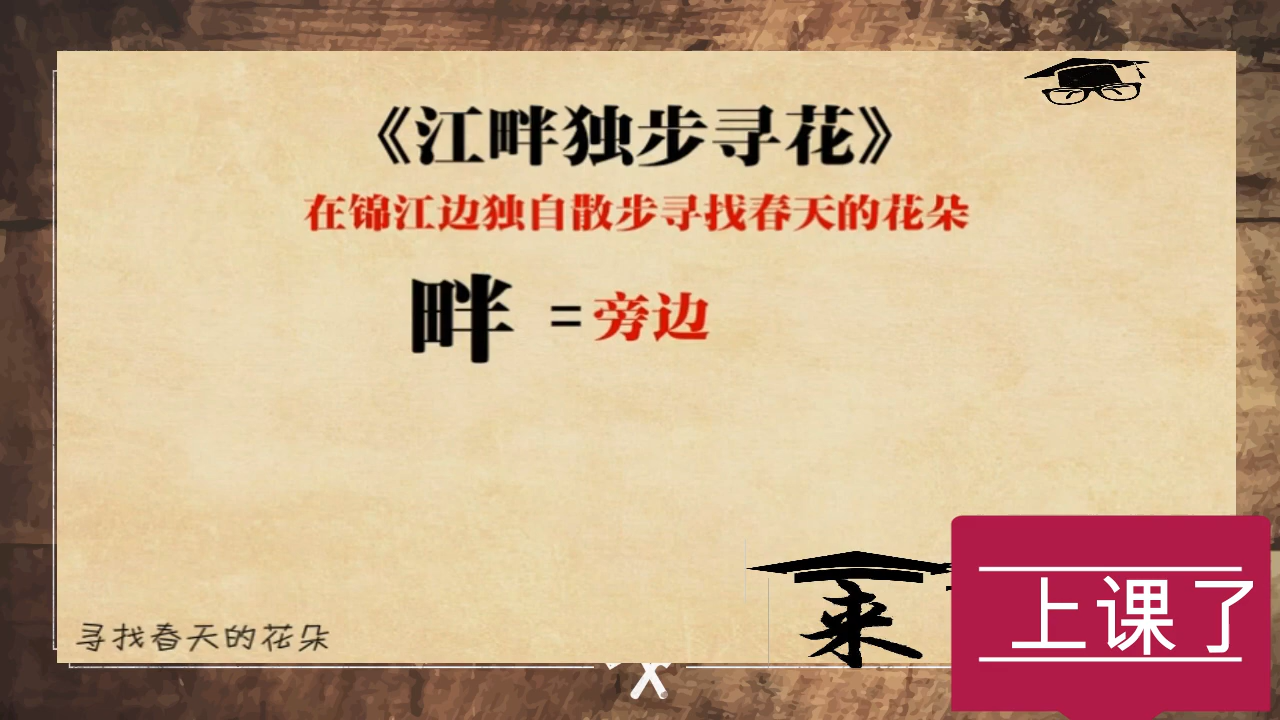 《江畔独步寻花》
在锦江边独自散步寻找春天的花朵
畔 = 旁边
寻找春天的花朵
来
上课了